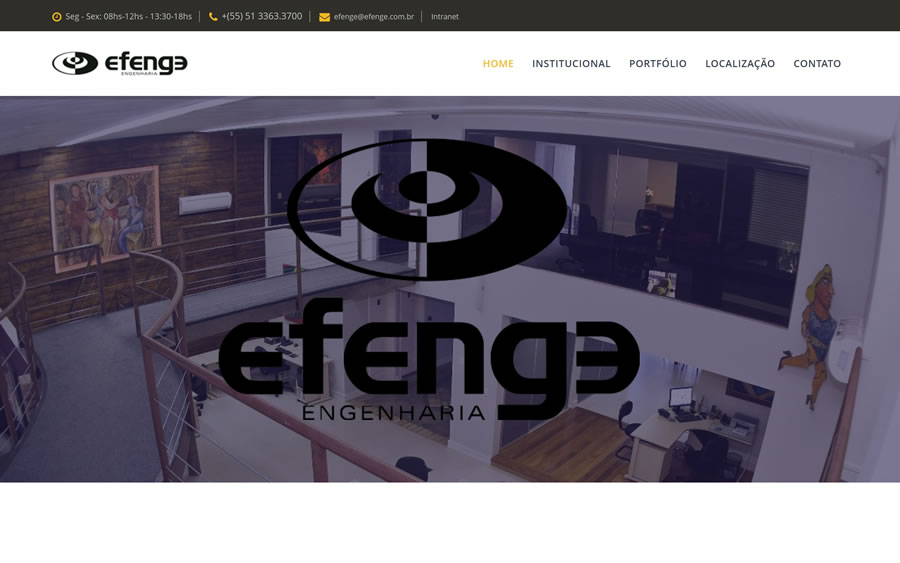 Seg - Sex: 08hs-12hs - 13:30-18hs
+(55) 51 3363.3700
efenge@efenge.com.br
Intranet
efenge
ENGENHARIA
HOME
INSTITUCIONAL
PORTFÓLIO
LOCALIZAÇÃO
CONTATO
efenge
ENGENHARIA